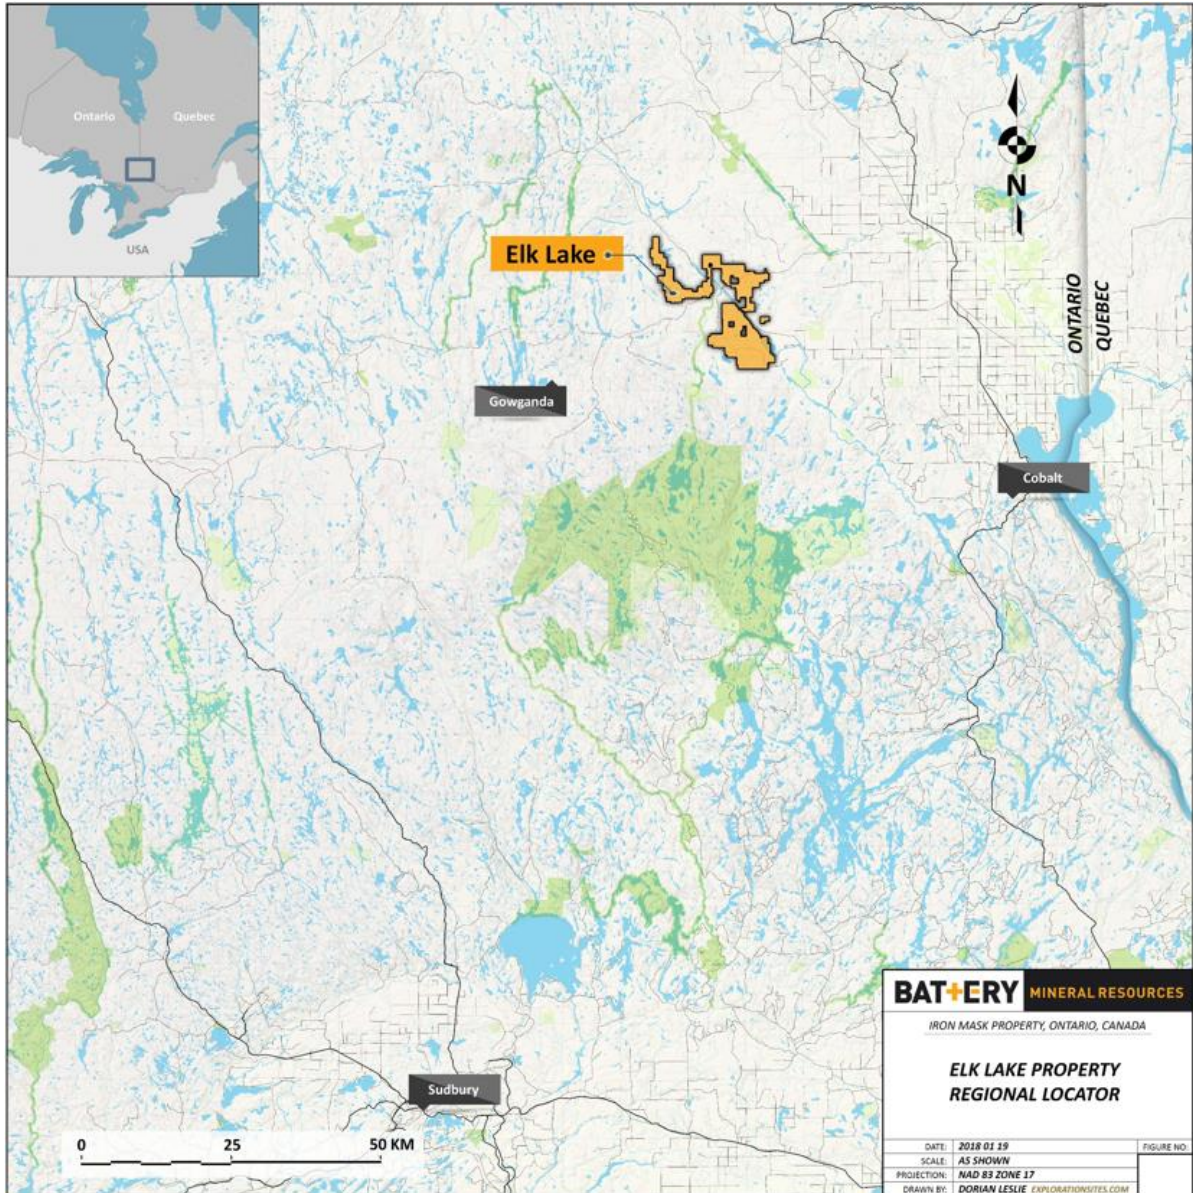 Ontario
Quebec
USA
N
Elk Lake
ONTARIO
QUEBEC
Gowganda
Cobalt
Sudbury
0 25 50 KM
BAT+ERY MINERAL RESOURCES
IRON MASK PROPERTY, ONTARIO, CANADA
ELK LAKE PROPERTY
REGIONAL LOCATOR
DATE: 2018 01 19 FIGURE NO:
SCALE: AS SHOWN
PROJECTION: NAD 83 ZONE 17
DRAWN BY: DORIAN LESLIE EXPLORATIONSITES.COM